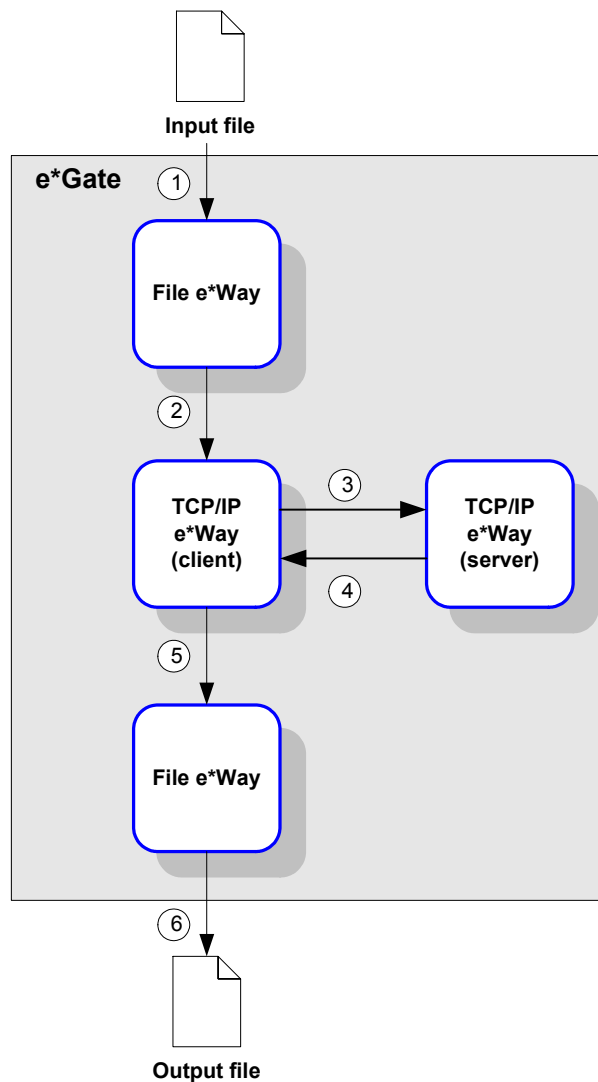 Input file
e*Gate
1
File e*Way
2
TCP/IP
e*Way
(client)
3
TCP/IP
e*Way
(server)
4
5
File e*Way
6
Output file